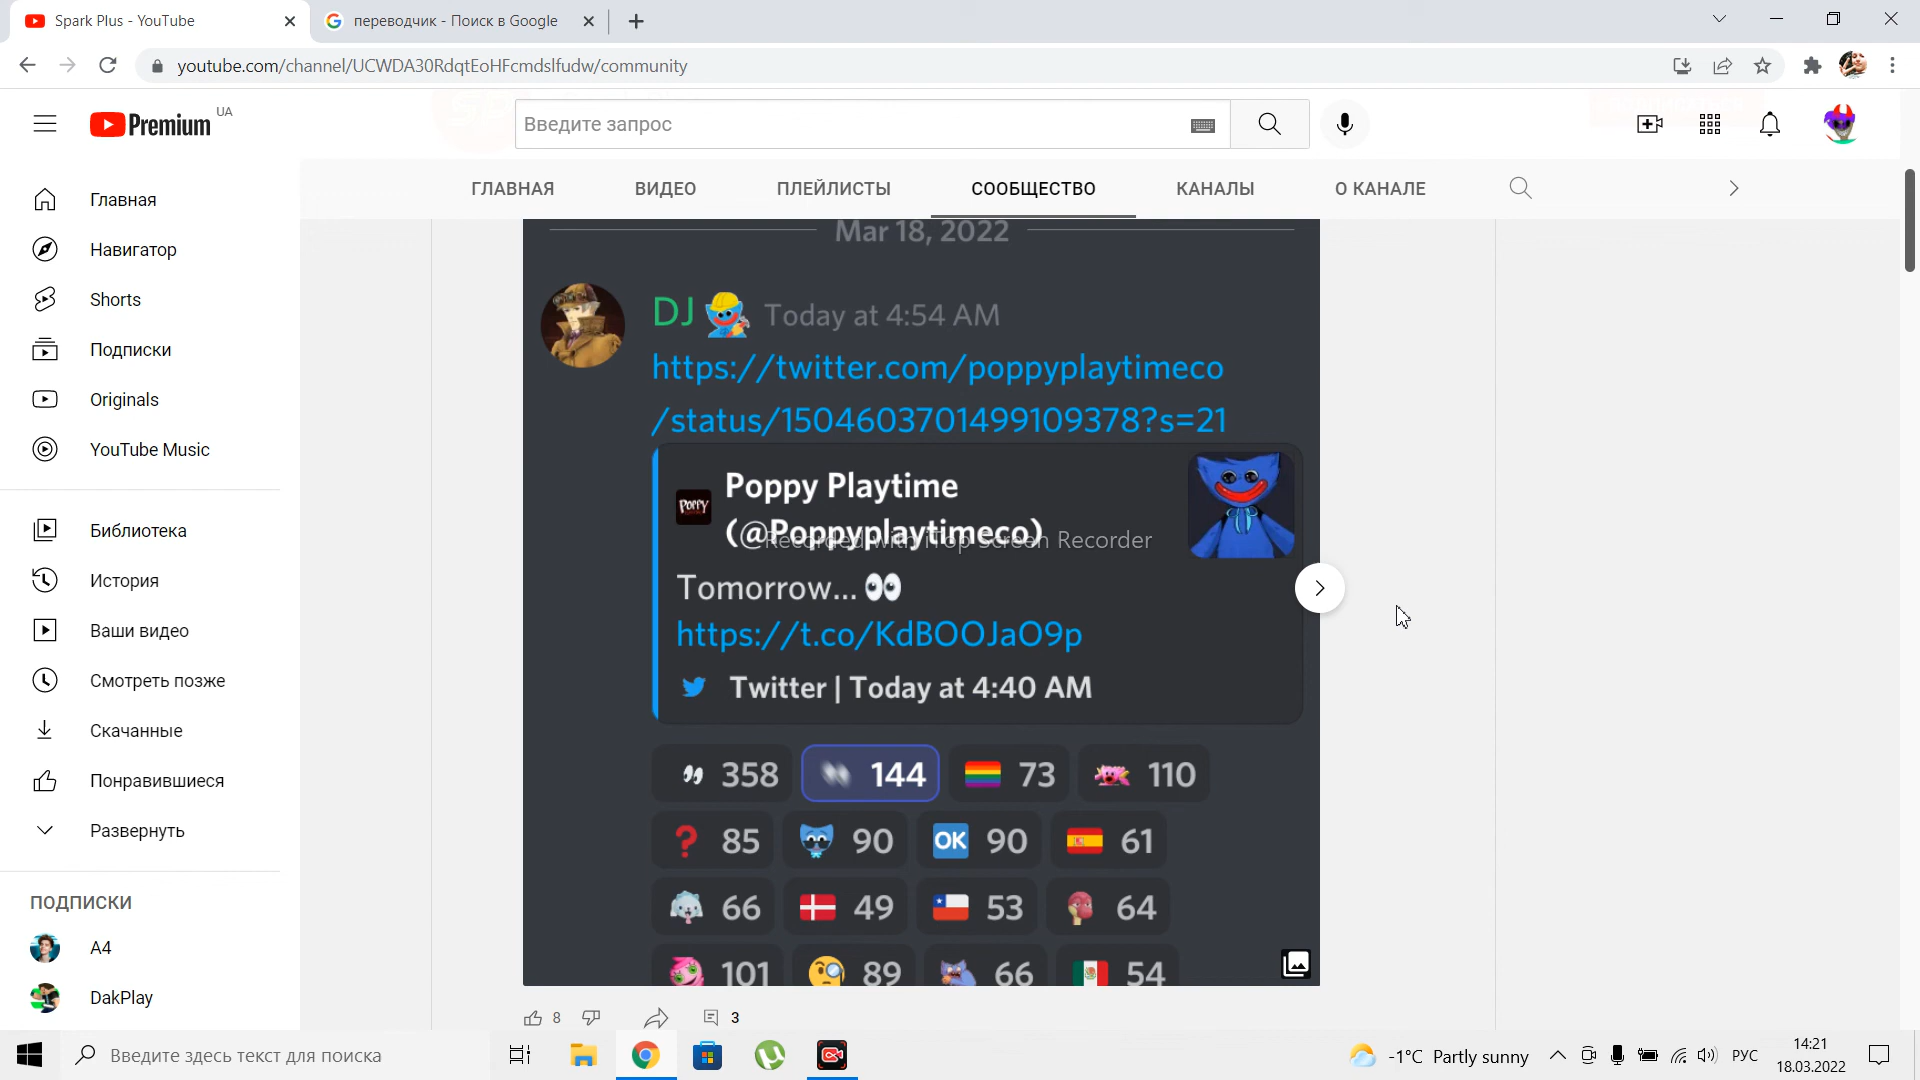 Spark Plus - YouTube
переводчик - Поиск в Google
youtube.com/channel/UCWDA30RdqtEoHFcmdslfudw/community
Premium UA
Введите запрос
ГЛАВНАЯ ВИДЕО ПЛЕЙЛИСТЫ СООБЩЕСТВО КАНАЛЫ О КАНАЛЕ
Главная
Навигатор
Shorts
Подписки
Originals
YouTube Music
Библиотека
История
Ваши видео
Смотреть позже
Скачанные
Понравившиеся
Развернуть
ПОДПИСКИ
A4
DakPlay
Mar 18, 2022
DJ Today at 4:54 AM
https://twitter.com/poppyplaytimeco
/status/1504603701499109378?s=21
POPPY
Poppy Playtime
(@Poppyplaytimeco)
Recorded with iTop Screen Recorder
Tomorrow... 👀
https://t.co/KdBOOJaO9p
Twitter | Today at 4:40 AM
358 144 73 110
❓ 85 90 OK 90 61
66 49 53 64
101 89 66 54
8 3
Введите здесь текст для поиска
-1°C Partly sunny
РУС
14:21
18.03.2022